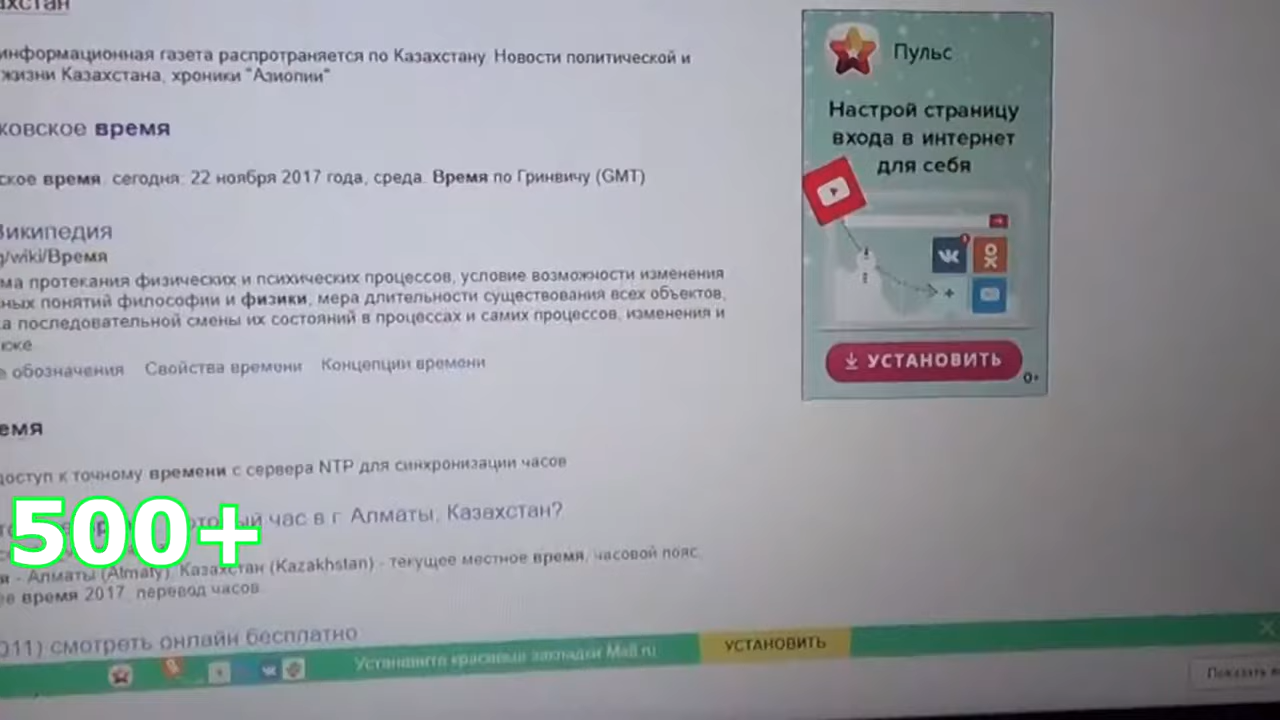 ахстан
информационная газета распротраняется по Казахстану. Новости политической и
жизни Казахстана, хроники "Азиопии"
ковское время
ское время. сегодня: 22 ноября 2017 года, среда. Время по Гринвичу (GMT)
Википедия
g/wiki/Время
ма протекания физических и психических процессов, условие возможности изменения
ных понятий философии и физики, мера длительности существования всех объектов,
ка последовательной смены их состояний в процессах и самих процессов, изменения и
кже.
е обозначения Свойства времени Концепции времени
емя
доступ к точному времени с сервера NTP для синхронизации часов
час в г. Алматы, Казахстан?
500+
я - Алматы (Almaty), Казахстан (Kazakhstan) - текущее местное время, часовой пояс,
ее время 2017, перевод часов.
011) смотреть онлайн бесплатно
Пульс
Настрой страницу
входа в интернет
для себя
УСТАНОВИТЬ
0+
Установите красивые закладки Mail.ru
УСТАНОВИТЬ
Показать